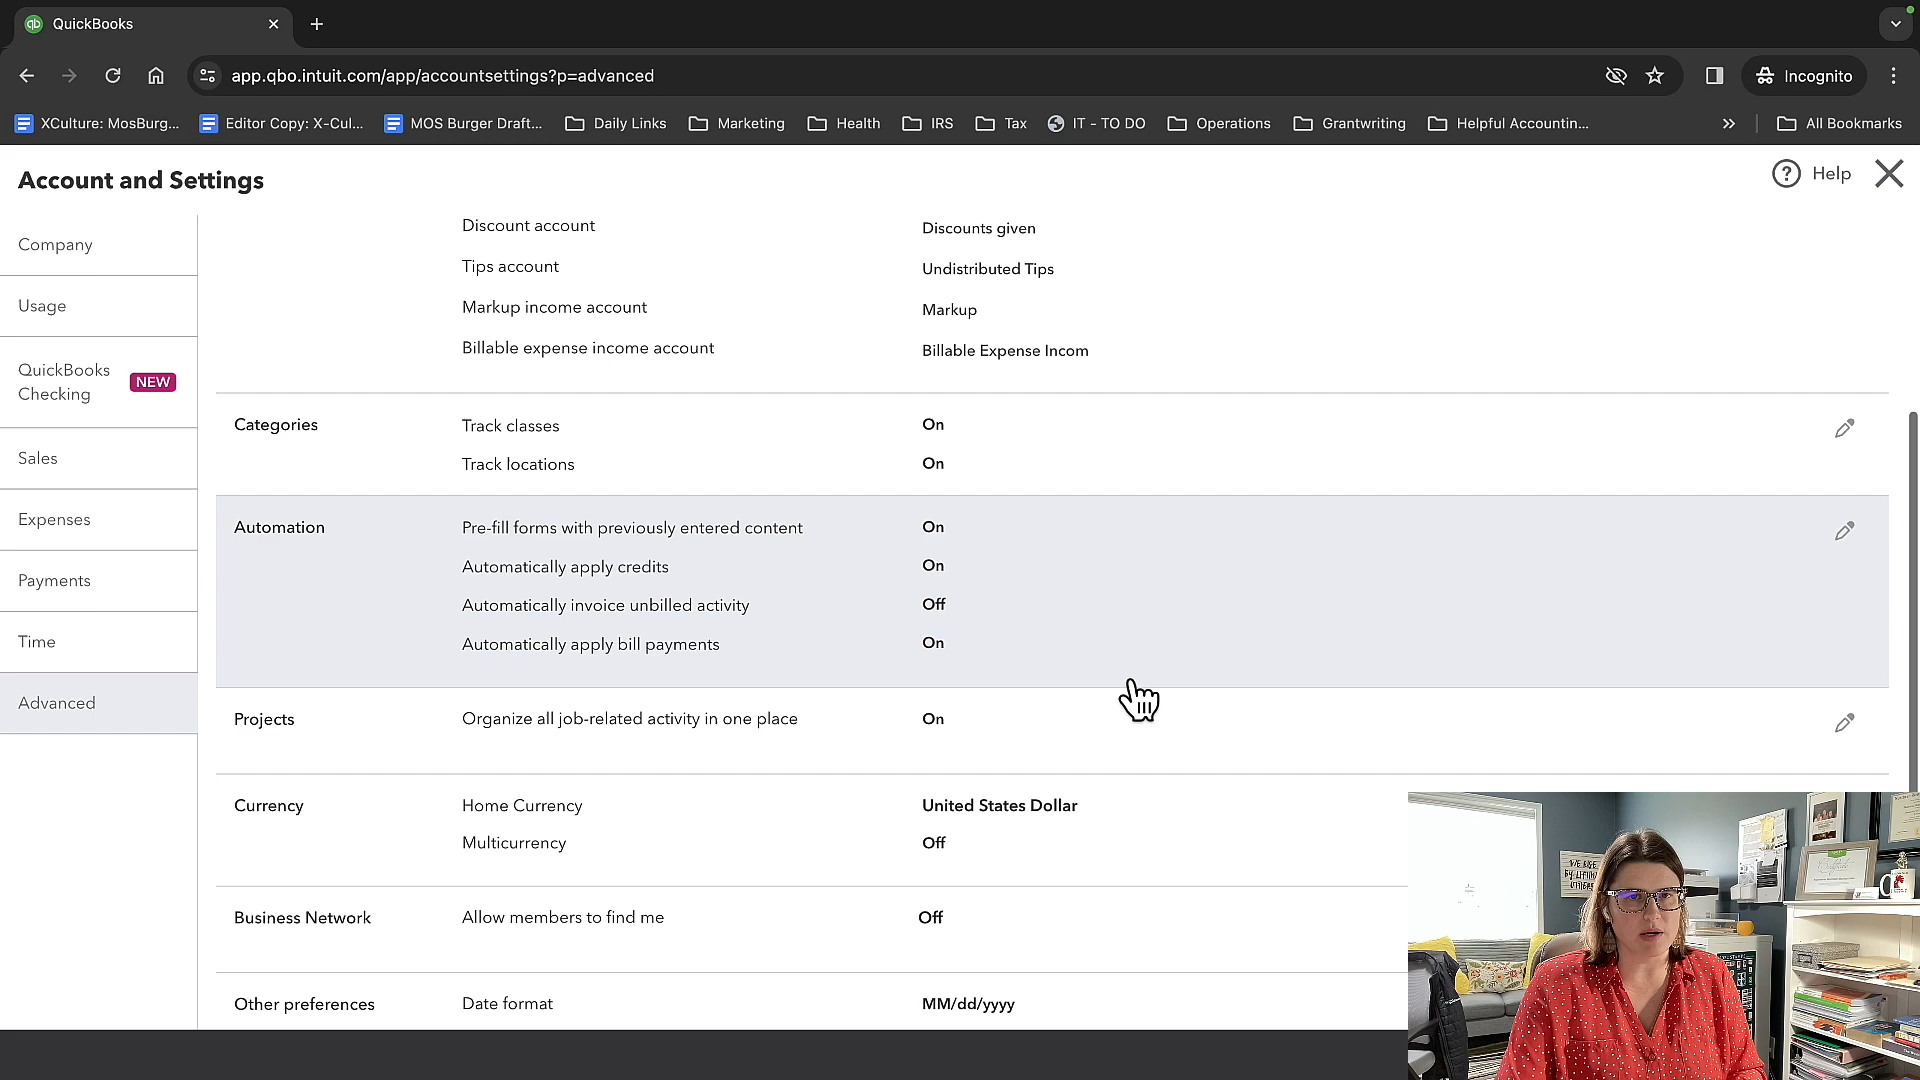 QuickBooks
app.qbo.intuit.com/app/accountsettings?p=advanced
Incognito
XCulture: MosBurg...
Editor Copy: X-Cul...
MOS Burger Draft...
Daily Links
Marketing
Health
IRS
Tax
IT - TO DO
Operations
Grantwriting
Helpful Accountin...
All Bookmarks
Account and Settings
Help
Company
Usage
QuickBooks
Checking
NEW
Sales
Expenses
Payments
Time
Advanced
Discount account
Discounts given
Tips account
Undistributed Tips
Markup income account
Markup
Billable expense income account
Billable Expense Incom
Categories
Track classes
On
Track locations
On
Automation
Pre-fill forms with previously entered content
On
Automatically apply credits
On
Automatically invoice unbilled activity
Off
Automatically apply bill payments
On
Projects
Organize all job-related activity in one place
On
Currency
Home Currency
United States Dollar
Multicurrency
Off
Business Network
Allow members to find me
Off
Other preferences
Date format
MM/dd/yyyy
WE RISE
BY LIFTING
OTHERS